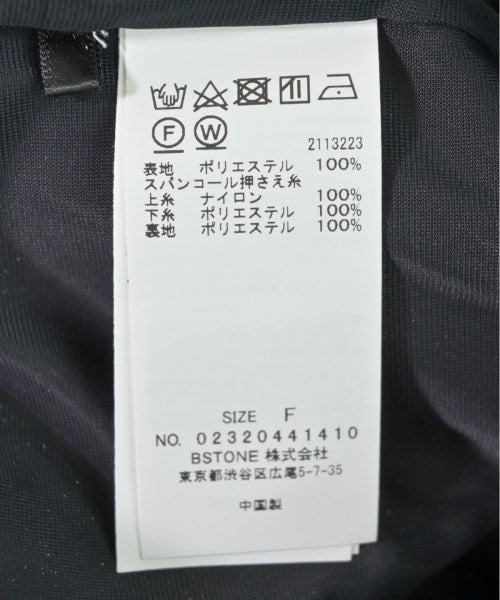 F W
2113223
表地 ポリエステル 100%
スパンコール押さえ糸
上糸 ナイロン 100%
下糸 ポリエステル 100%
裏地 ポリエステル 100%
SIZE F
NO. 02320441410
BSTONE 株式会社
東京都渋谷区広尾5-7-35
中国製